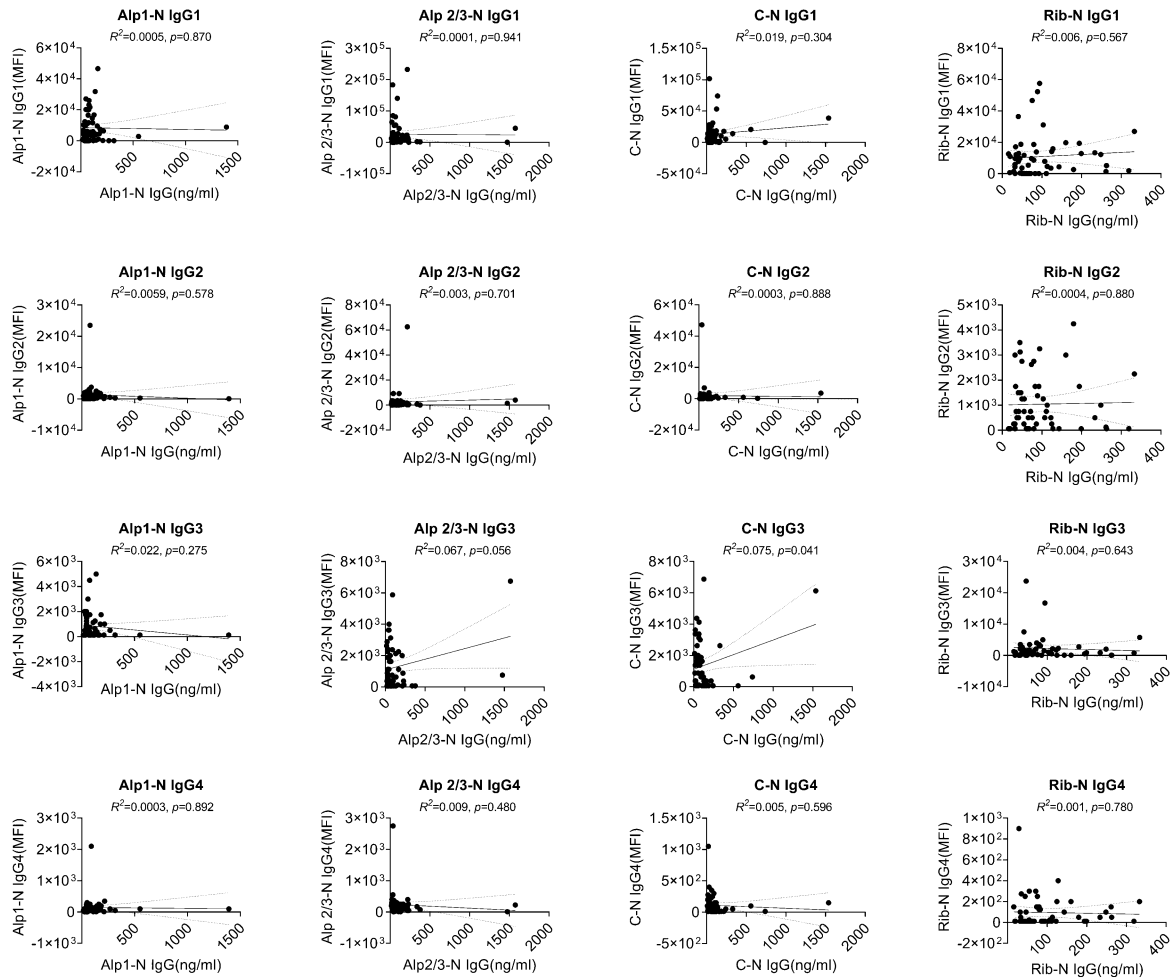 Alp1-N IgG1
R²=0.0005, p=0.870
Alp1-N IgG1(MFI)
6×10⁴
4×10⁴
2×10⁴
0
-2×10⁴
500
1000
1500
Alp1-N IgG(ng/ml)
Alp 2/3-N IgG1
R²=0.0001, p=0.941
Alp 2/3-N IgG1(MFI)
3×10⁵
2×10⁵
1×10⁵
0
-1×10⁵
500
1000
1500
2000
Alp2/3-N IgG(ng/ml)
C-N IgG1
R²=0.019, p=0.304
C-N IgG1(MFI)
1.5×10⁵
1×10⁵
5×10⁴
0
-5×10⁴
500
1000
1500
2000
C-N IgG(ng/ml)
Rib-N IgG1
R²=0.006, p=0.567
Rib-N IgG1(MFI)
8×10⁴
6×10⁴
4×10⁴
2×10⁴
0
0
100
200
300
400
Rib-N IgG(ng/ml)
Alp1-N IgG2
R²=0.0059, p=0.578
Alp1-N IgG2(MFI)
3×10⁴
2×10⁴
1×10⁴
0
-1×10⁴
500
1000
1500
Alp1-N IgG(ng/ml)
Alp 2/3-N IgG2
R²=0.003, p=0.701
Alp 2/3-N IgG2(MFI)
8×10⁴
6×10⁴
4×10⁴
2×10⁴
0
-2×10⁴
500
1000
1500
2000
Alp2/3-N IgG(ng/ml)
C-N IgG2
R²=0.0003, p=0.888
C-N IgG2(MFI)
6×10⁴
4×10⁴
2×10⁴
0
-2×10⁴
500
1000
1500
2000
C-N IgG(ng/ml)
Rib-N IgG2
R²=0.0004, p=0.880
Rib-N IgG2(MFI)
5×10³
4×10³
3×10³
2×10³
1×10³
0
0
100
200
300
400
Rib-N IgG(ng/ml)
Alp1-N IgG3
R²=0.022, p=0.275
Alp1-N IgG3(MFI)
6×10³
4×10³
2×10³
0
-2×10³
-4×10³
500
1000
1500
Alp1-N IgG(ng/ml)
Alp 2/3-N IgG3
R²=0.067, p=0.056
Alp 2/3-N IgG3(MFI)
8×10³
6×10³
4×10³
2×10³
0
0
500
1000
1500
2000
Alp2/3-N IgG(ng/ml)
C-N IgG3
R²=0.075, p=0.041
C-N IgG3(MFI)
8×10³
6×10³
4×10³
2×10³
0
0
500
1000
1500
2000
C-N IgG(ng/ml)
Rib-N IgG3
R²=0.004, p=0.643
Rib-N IgG3(MFI)
3×10⁴
2×10⁴
1×10⁴
0
-1×10⁴
100
200
300
400
Rib-N IgG(ng/ml)
Alp1-N IgG4
R²=0.0003, p=0.892
Alp1-N IgG4(MFI)
3×10³
2×10³
1×10³
0
-1×10³
500
1000
1500
Alp1-N IgG(ng/ml)
Alp 2/3-N IgG4
R²=0.009, p=0.480
Alp 2/3-N IgG4(MFI)
3×10³
2×10³
1×10³
0
-1×10³
500
1000
1500
2000
Alp2/3-N IgG(ng/ml)
C-N IgG4
R²=0.005, p=0.596
C-N IgG4(MFI)
1.5×10³
1×10³
5×10²
0
-5×10²
500
1000
1500
2000
C-N IgG(ng/ml)
Rib-N IgG4
R²=0.001, p=0.780
Rib-N IgG4(MFI)
1×10³
8×10²
6×10²
4×10²
2×10²
0
-2×10²
100
200
300
400
Rib-N IgG(ng/ml)